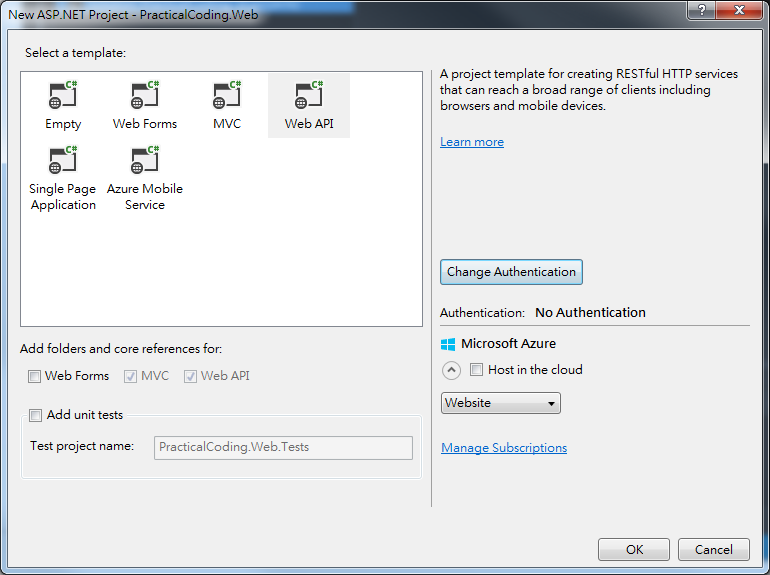 New ASP.NET Project - PracticalCoding.Web
?
Select a template:
C# C# C# C#
Empty Web Forms MVC Web API
C# C#
Single Page Application
Azure Mobile Service
A project template for creating RESTful HTTP services
that can reach a broad range of clients including
browsers and mobile devices.
Learn more
Change Authentication
Authentication: No Authentication
Microsoft Azure
Host in the cloud
Website
Manage Subscriptions
Add folders and core references for:
Web Forms MVC Web API
Add unit tests
Test project name: PracticalCoding.Web.Tests
OK Cancel